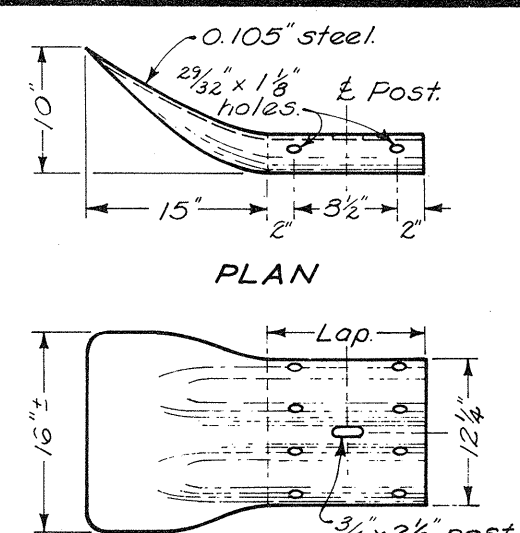 0.105" steel.
29/32" x 1 1/8"
holes.
℄ Post.
10"
15"
2"
8 1/2"
2"
PLAN
Lap.
16"±
12 1/4"